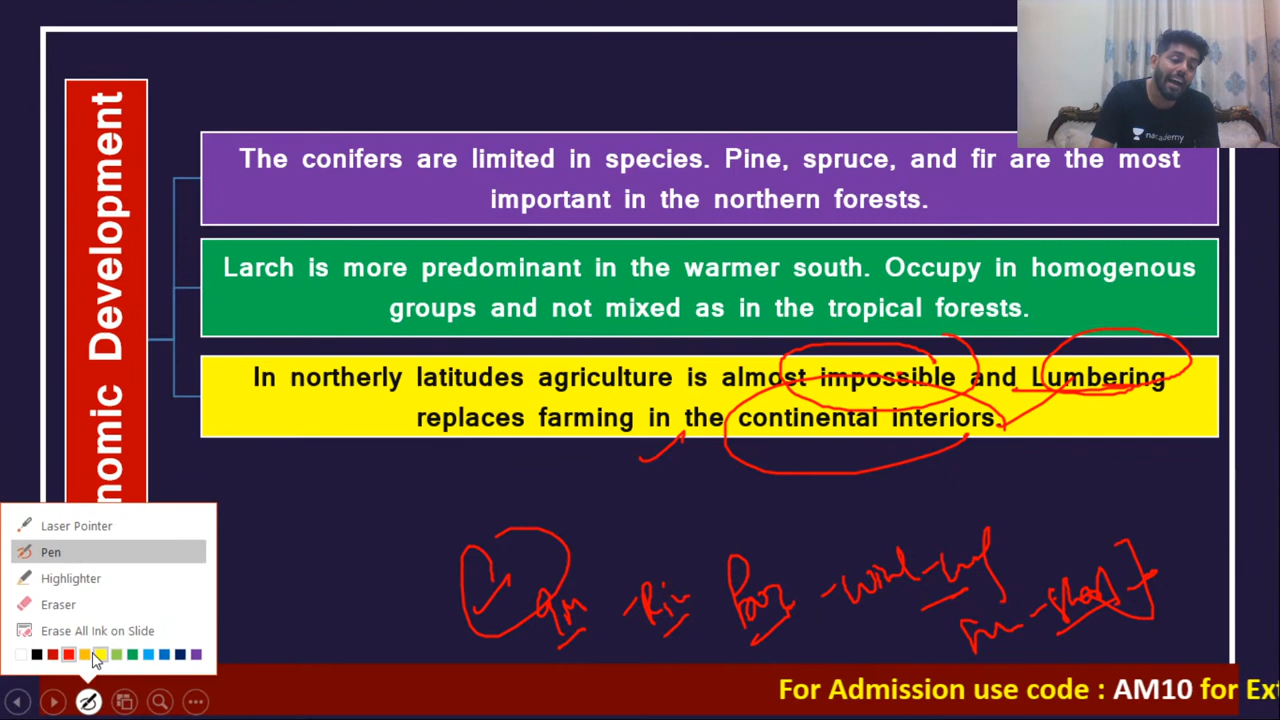 nomic Development
The conifers are limited in species. Pine, spruce, and fir are the most
important in the northern forests.
Larch is more predominant in the warmer south. Occupy in homogenous
groups and not mixed as in the tropical forests.
In northerly latitudes agriculture is almost impossible and Lumbering
replaces farming in the continental interiors.
Laser Pointer
Pen
Highlighter
Eraser
Erase All Ink on Slide
For Admission use code : AM10 for Ex